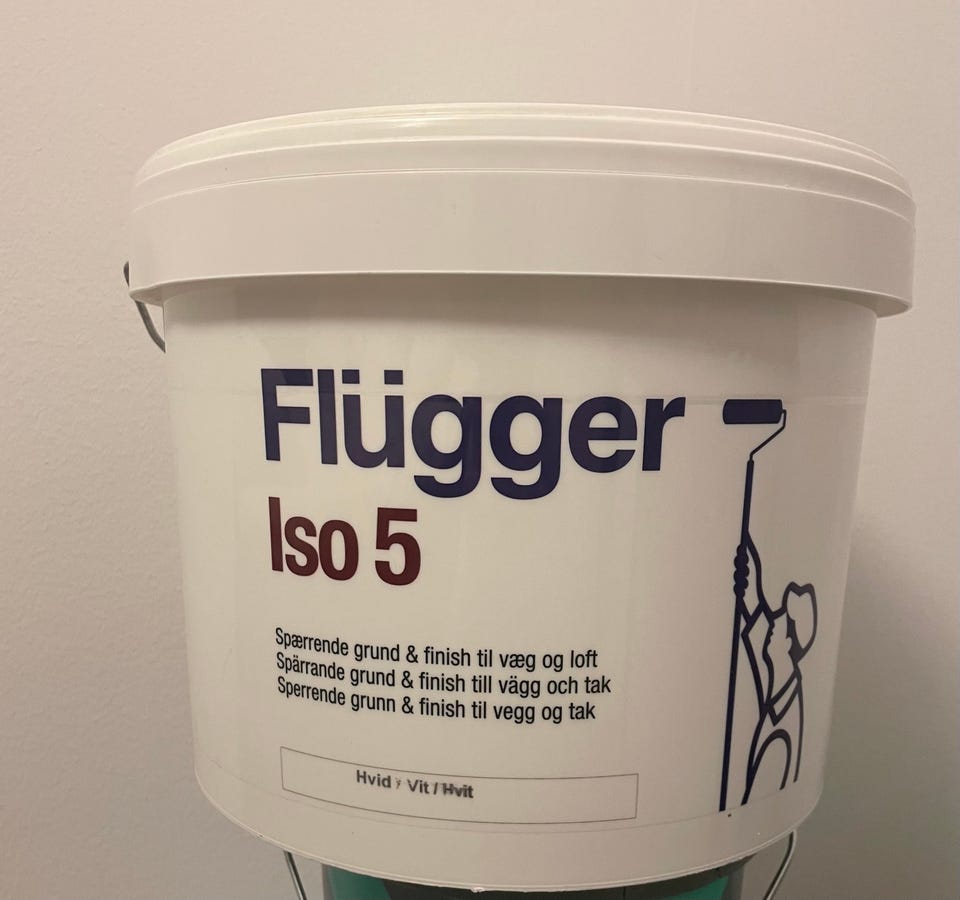 Flügger
Iso 5
Spærrende grund & finish til væg og loft
Spärrande grund & finish till vägg och tak
Sperrende grunn & finish til vegg og tak
Hvid / Vit / Hvit